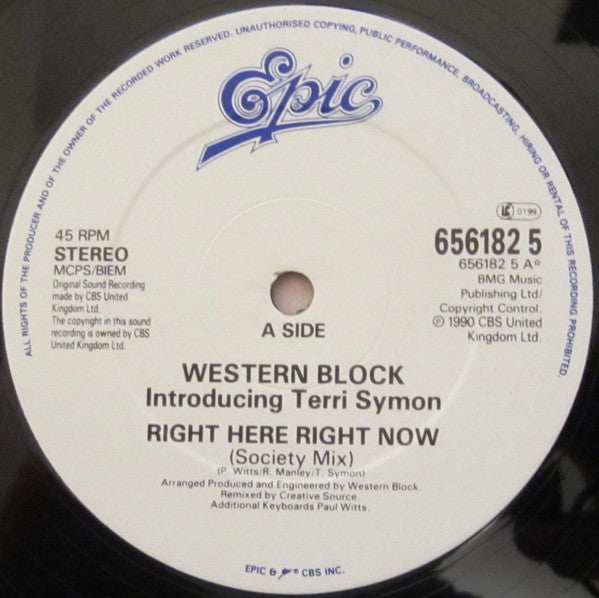 ALL RIGHTS OF THE PRODUCER AND OF THE OWNER OF THE RECORDED WORK RESERVED. UNAUTHORISED COPYING, PUBLIC PERFORMANCE, BROADCASTING, HIRING OR RENTAL OF THIS RECORDING PROHIBITED.
Epic
LC 0199
45 RPM
STEREO
MCPS/BIEM
Original Sound Recording
made by CBS United
Kingdom Ltd.
The copyright in this sound
recording is owned by CBS
United Kingdom Ltd.
656182 5
656182 5 A*
BMG Music
Publishing Ltd/
Copyright Control.
℗ 1990 CBS United
Kingdom Ltd.
A SIDE
WESTERN BLOCK
Introducing Terri Symon
RIGHT HERE RIGHT NOW
(Society Mix)
(P. Witts/R. Manley/T. Symon)
Arranged Produced and Engineered by Western Block.
Remixed by Creative Source.
Additional Keyboards Paul Witts.
EPIC & ® CBS INC.